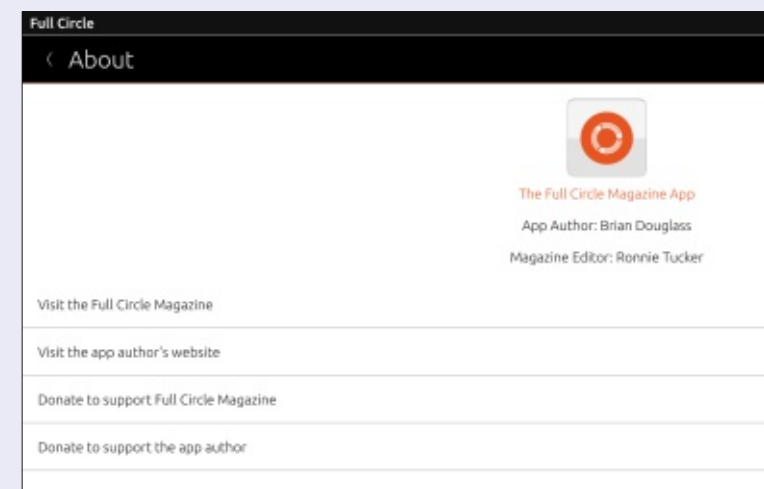 Full Circle
About
The Full Circle Magazine App
App Author: Brian Douglass
Magazine Editor: Ronnie Tucker
Visit the Full Circle Magazine
Visit the app author's website
Donate to support Full Circle Magazine
Donate to support the app author